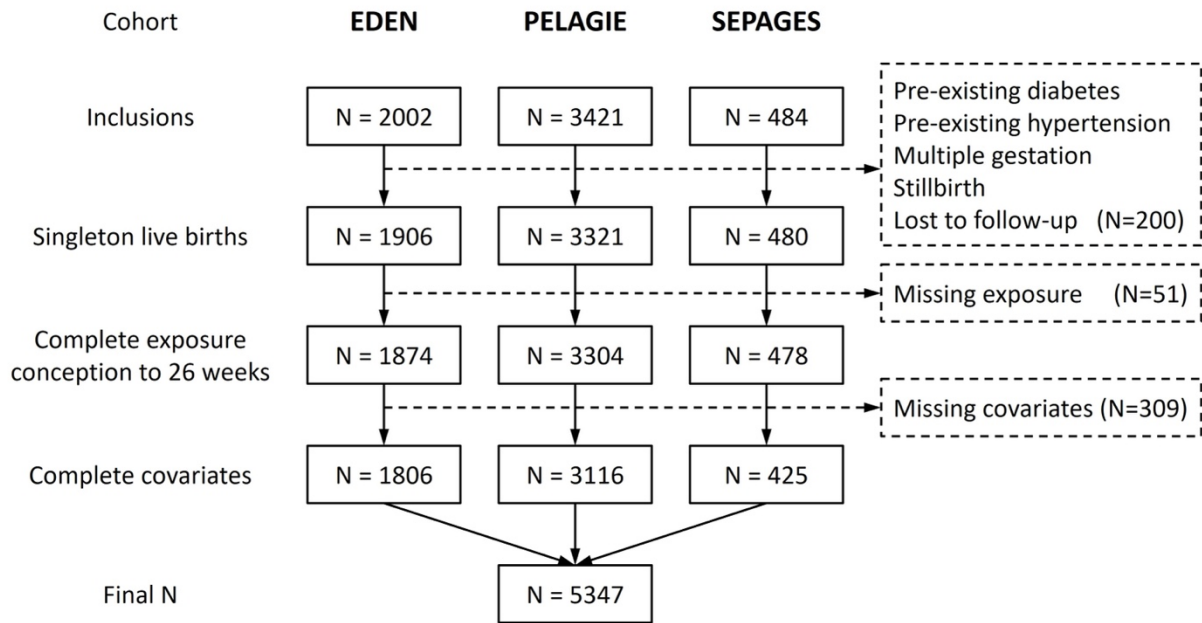 Cohort EDEN PELAGIE SEPAGES
Inclusions N = 2002 N = 3421 N = 484
Pre-existing diabetes
Pre-existing hypertension
Multiple gestation
Stillbirth
Lost to follow-up (N=200)
Singleton live births N = 1906 N = 3321 N = 480
Missing exposure (N=51)
Complete exposure
conception to 26 weeks N = 1874 N = 3304 N = 478
Missing covariates (N=309)
Complete covariates N = 1806 N = 3116 N = 425
Final N N = 5347